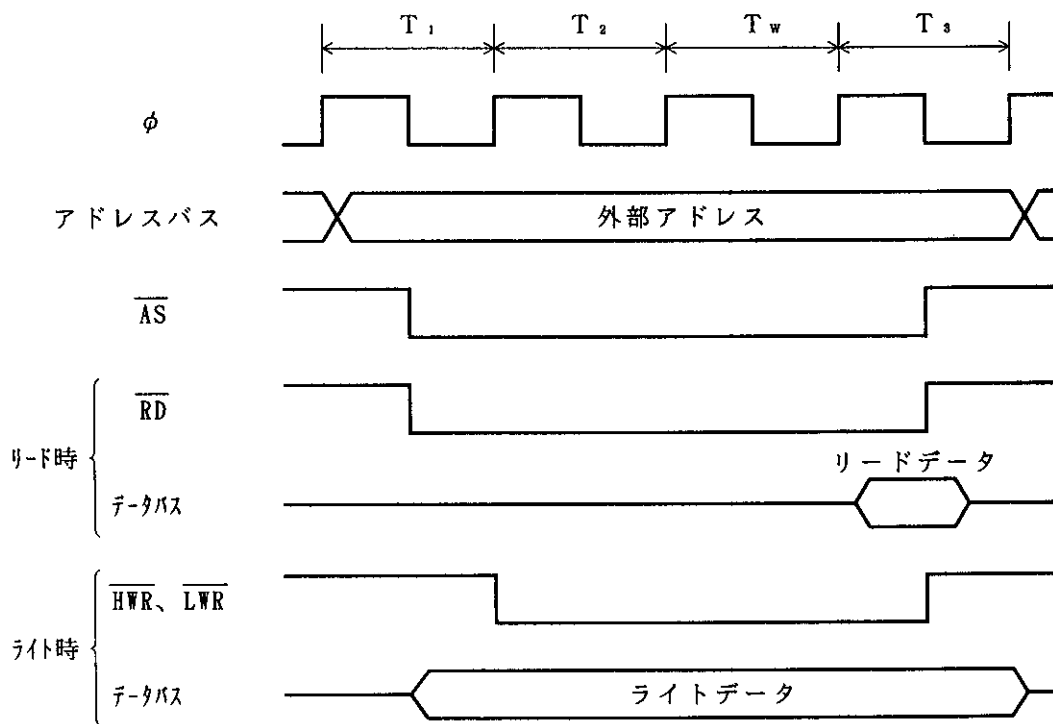 T₁ T₂ Tw T₃
φ
アドレスバス 外部アドレス
AS
RD
リード時
リードデータ
データバス
HWR、LWR
ライト時
データバス ライトデータ